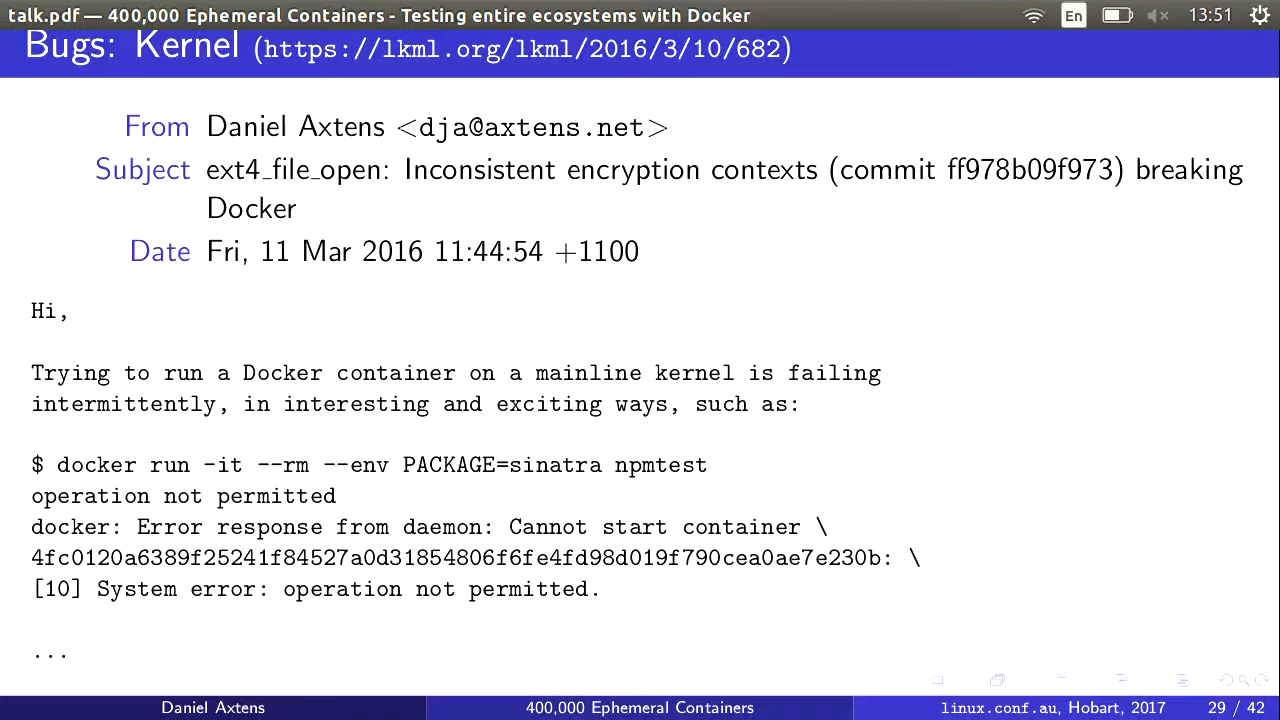 talk.pdf — 400,000 Ephemeral Containers - Testing entire ecosystems with Docker
En
13:51
Bugs: Kernel (https://lkml.org/lkml/2016/3/10/682)
From Daniel Axtens <dja@axtens.net>
Subject ext4_file_open: Inconsistent encryption contexts (commit ff978b09f973) breaking
Docker
Date Fri, 11 Mar 2016 11:44:54 +1100
Hi,
Trying to run a Docker container on a mainline kernel is failing
intermittently, in interesting and exciting ways, such as:
$ docker run -it --rm --env PACKAGE=sinatra npmtest
operation not permitted
docker: Error response from daemon: Cannot start container \
4fc0120a6389f25241f84527a0d31854806f6fe4fd98d019f790cea0ae7e230b: \
[10] System error: operation not permitted.
...
Daniel Axtens
400,000 Ephemeral Containers
linux.conf.au, Hobart, 2017
29 / 42